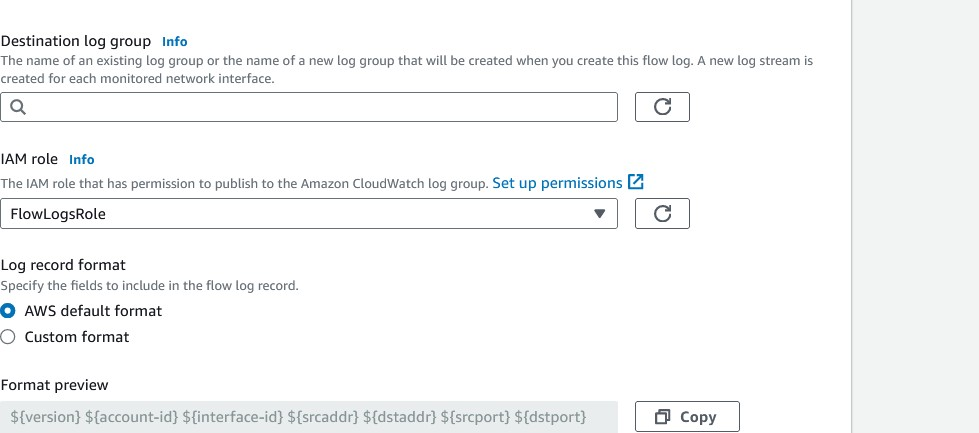 Destination log group Info
The name of an existing log group or the name of a new log group that will be created when you create this flow log. A new log stream is
created for each monitored network interface.
IAM role Info
The IAM role that has permission to publish to the Amazon CloudWatch log group. Set up permissions
FlowLogsRole
Log record format
Specify the fields to include in the flow log record.
AWS default format
Custom format
Format preview
${version} ${account-id} ${interface-id} ${srcaddr} ${dstaddr} ${srcport} ${dstport}
Copy